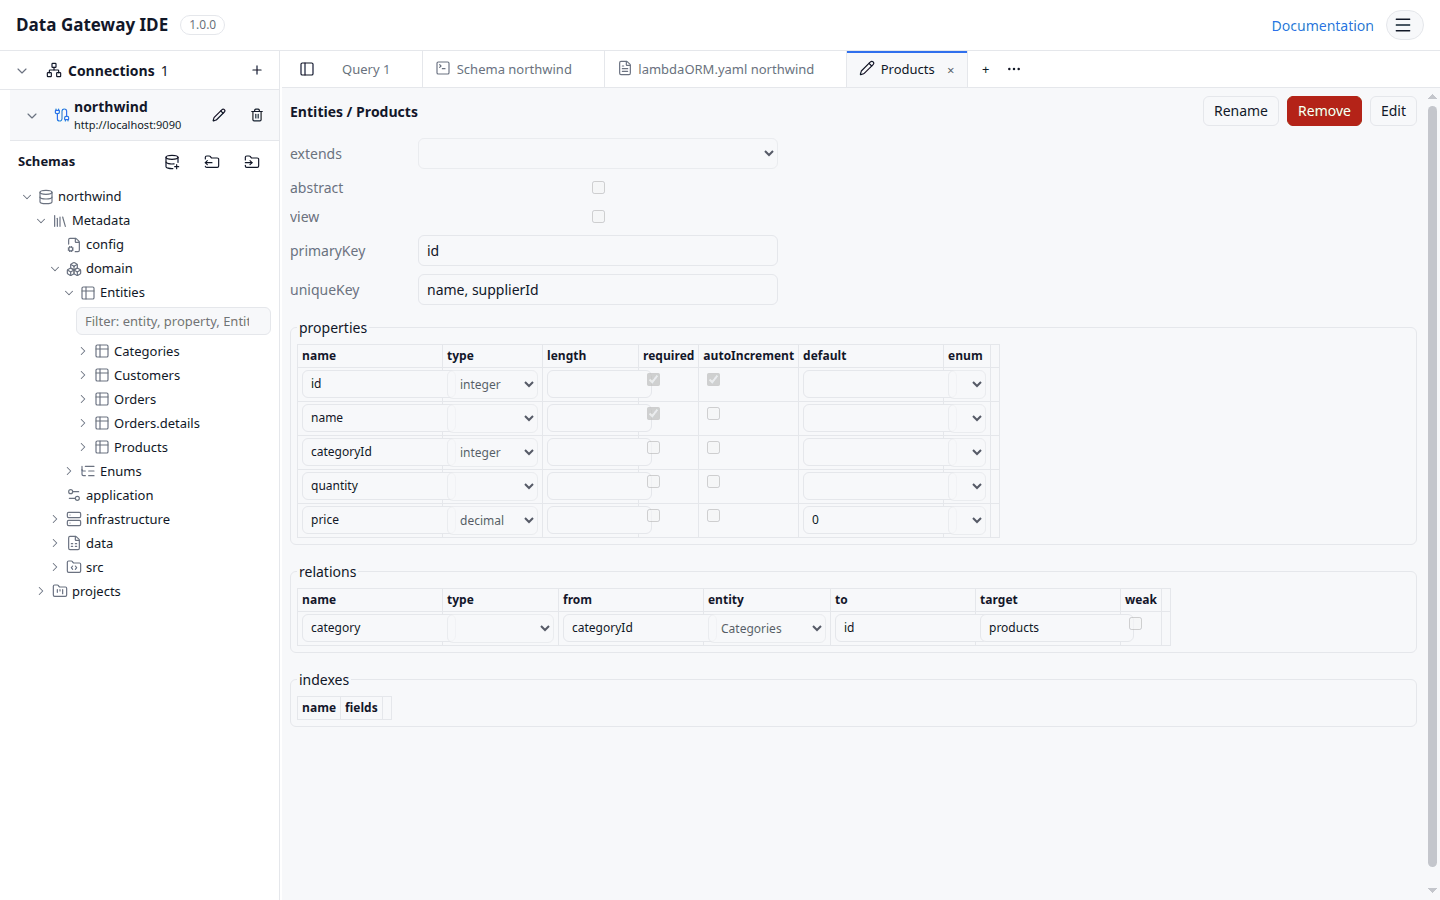 Data Gateway IDE 1.0.0 Documentation
Connections 1
northwind
http://localhost:9090
Schemas
northwind
Metadata
config
domain
Entities
Filter: entity, property, Entit
Categories
Customers
Orders
Orders.details
Products
Enums
application
infrastructure
data
src
projects
Query 1 Schema northwind lambdaORM.yaml northwind Products × + ···
Entities / Products Rename Remove Edit
extends
abstract
view
primaryKey id
uniqueKey name, supplierId
properties
name type length required autoIncrement default enum
id integer
name
categoryId integer
quantity
price decimal 0
relations
name type from entity to target weak
category categoryId Categories id products
indexes
name fields